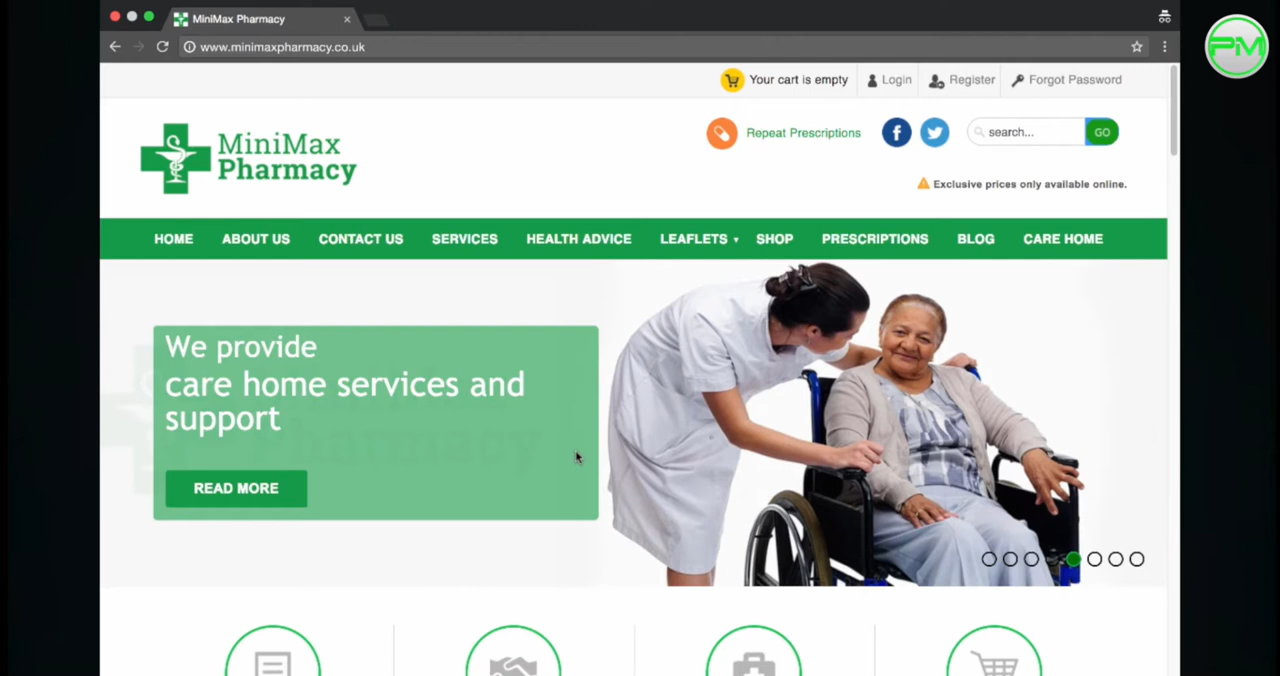 MiniMax Pharmacy
www.minimaxpharmacy.co.uk
PM
Your cart is empty
Login
Register
Forgot Password
MiniMax
Pharmacy
Repeat Prescriptions
f
search...
GO
Exclusive prices only available online.
HOME
ABOUT US
CONTACT US
SERVICES
HEALTH ADVICE
LEAFLETS
SHOP
PRESCRIPTIONS
BLOG
CARE HOME
We provide
care home services and
support
Pharmacy
READ MORE